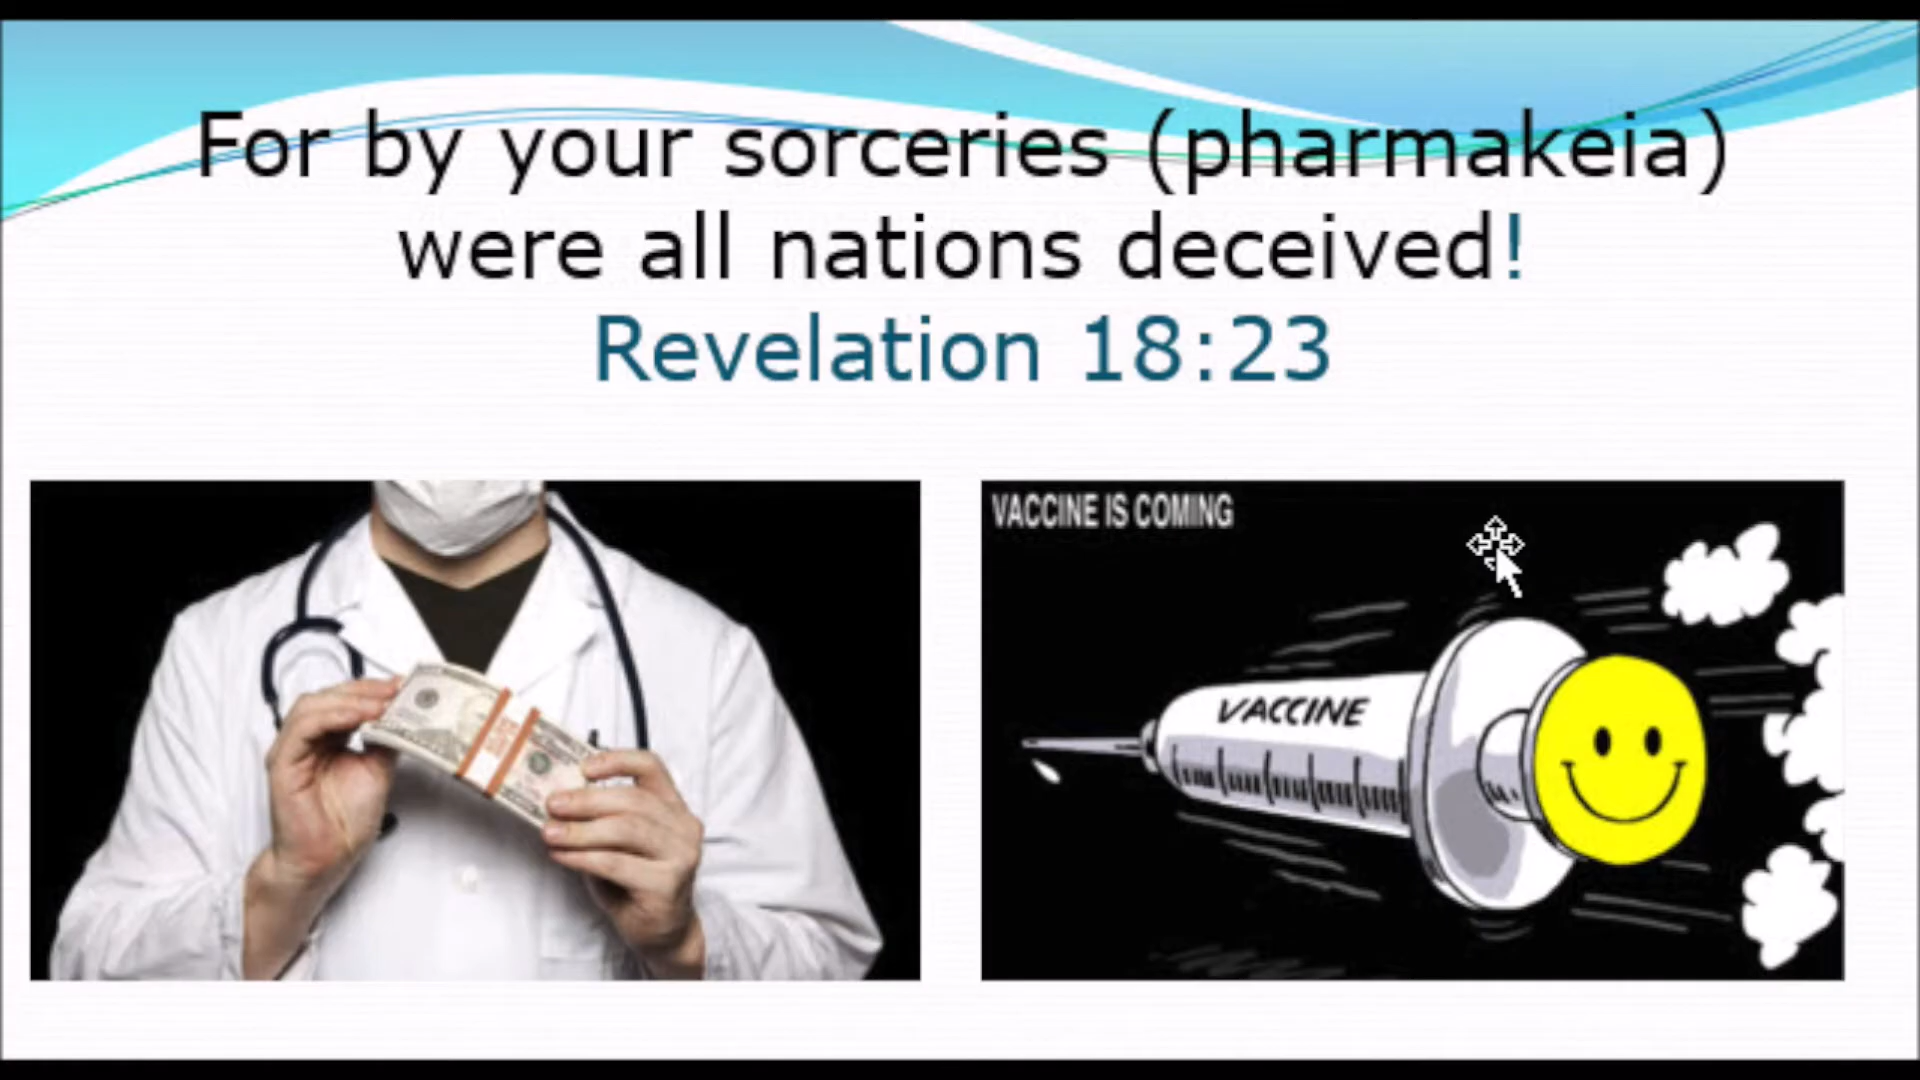 For by your sorceries (pharmakeia)
were all nations deceived!
Revelation 18:23
VACCINE IS COMING
VACCINE